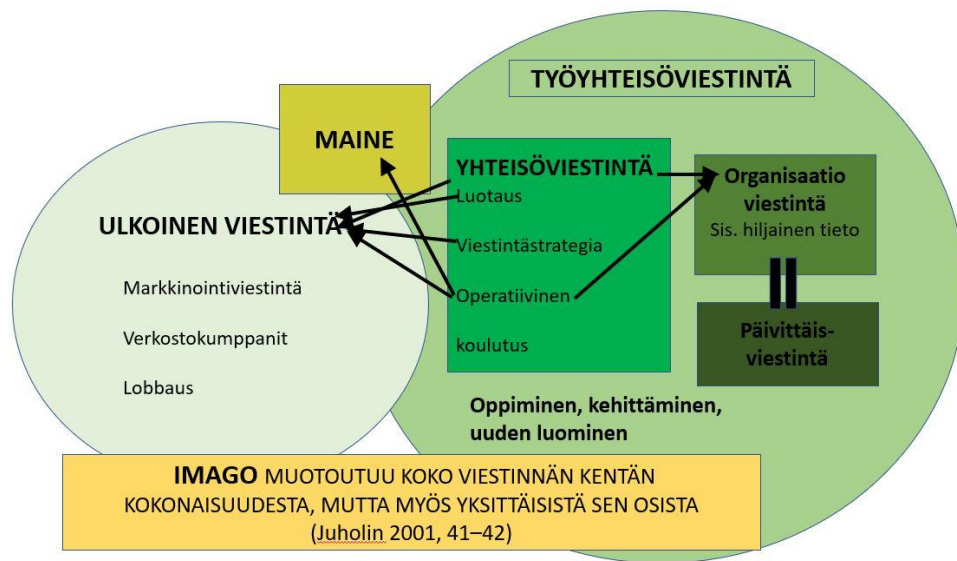 TYÖYHTEISÖVIESTINTÄ
MAINE
YHTEISÖVIESTINTÄ
Luotaus
Viestintästrategia
Operatiivinen
koulutus
Organisaatio
viestintä
Sis. hiljainen tieto
Päivittäis-
viestintä
ULKOINEN VIESTINTÄ
Markkinointiviestintä
Verkostokumppanit
Lobbaus
Oppiminen, kehittäminen,
uuden luominen
IMAGO MUOTOUTUU KOKO VIESTINNÄN KENTÄN
KOKONAISUUDESTA, MUTTA MYÖS YKSITTÄISISTÄ SEN OSISTA
(Juholin 2001, 41–42)